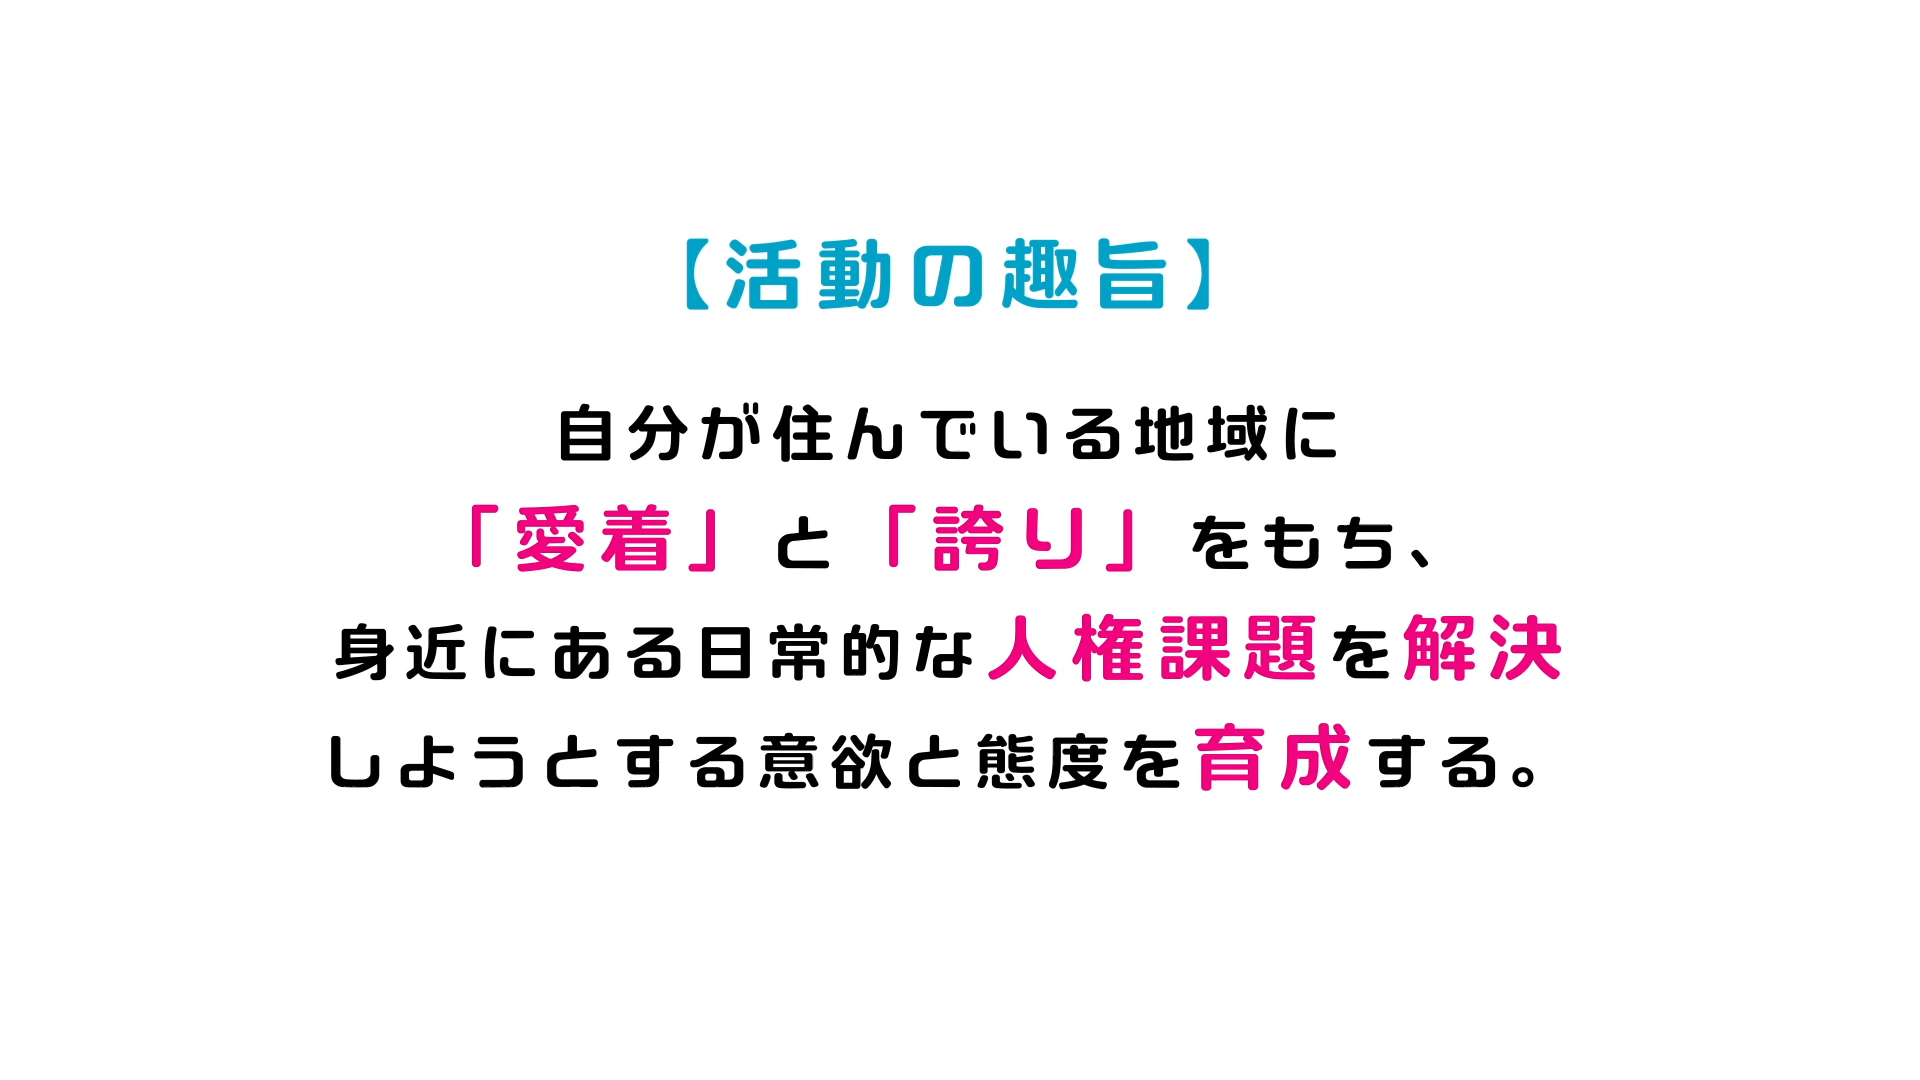 【活動の趣旨】
自分が住んでいる地域に
「愛着」と「誇り」をもち、
身近にある日常的な人権課題を解決
しようとする意欲と態度を育成する。